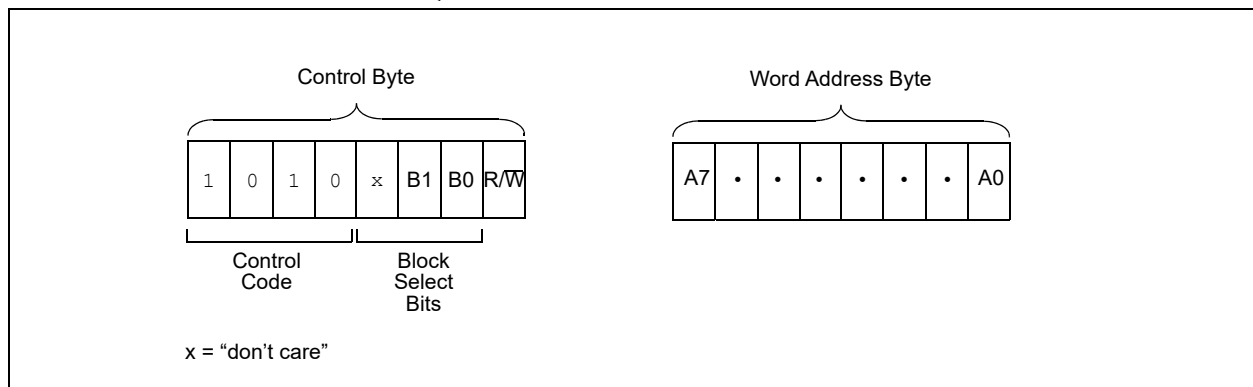 Control Byte
Word Address Byte
1 0 1 0 x B1 B0 R/W̅
A7 • • • • • • A0
Control
Code
Block
Select
Bits
x = “don’t care”